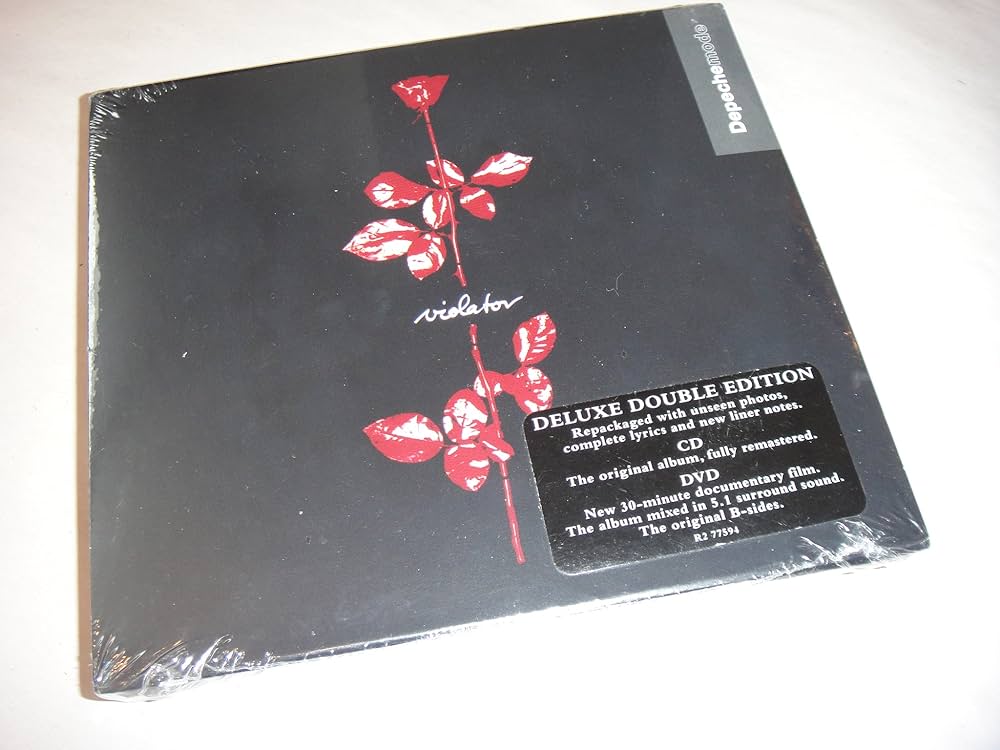 Depechemode
violator
DELUXE DOUBLE EDITION
Repackaged with unseen photos,
complete lyrics and new liner notes.
CD
The original album, fully remastered.
DVD
New 30-minute documentary film.
The album mixed in 5.1 surround sound.
The original B-sides.
R2 77594